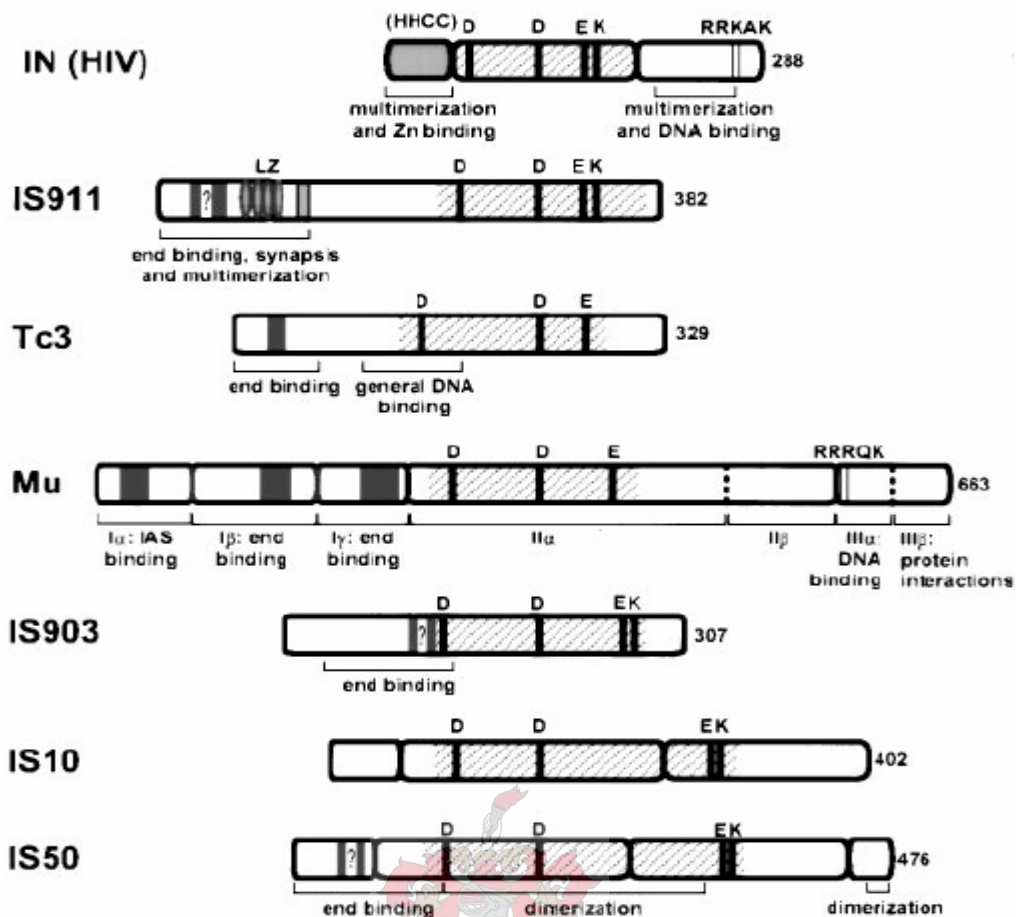 (HHCC) D D E K RRKAK
IN (HIV) 288
multimerization and Zn binding
multimerization and DNA binding
LZ D D E K
IS911 ? 382
end binding, synapsis and multimerization
D D E
Tc3 329
end binding
general DNA binding
D D E RRRQK
Mu 663
Iα: IAS binding
Iβ: end binding
Iγ: end binding
IIα
IIβ
IIIα: DNA binding
IIIβ: protein interactions
D D E K
IS903 ? 307
end binding
D D E K
IS10 402
D D E K
IS50 ? 476
end binding
dimerization
dimerization